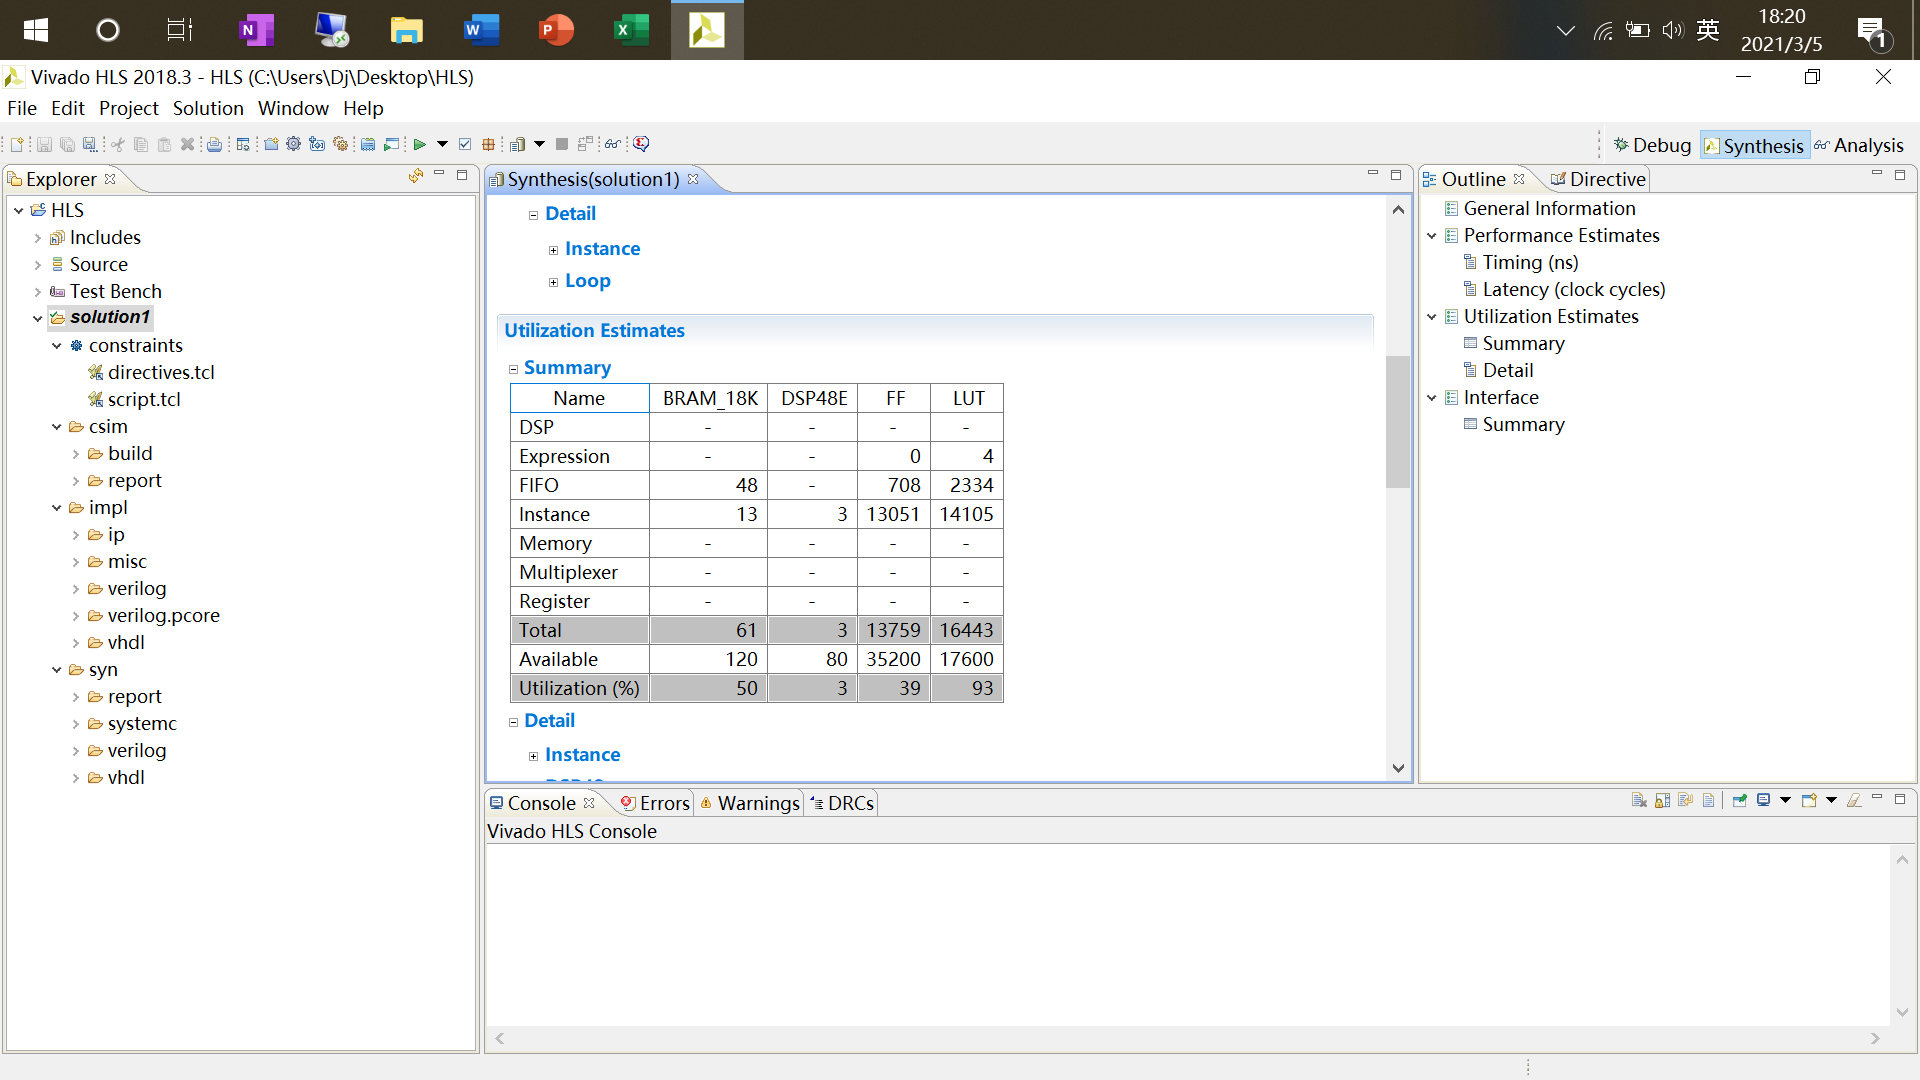 18:20
英
2021/3/5
1
Vivado HLS 2018.3 - HLS (C:\Users\Dj\Desktop\HLS)
File Edit Project Solution Window Help
Debug Synthesis Analysis
Explorer
HLS
Includes
Source
Test Bench
solution1
constraints
directives.tcl
script.tcl
csim
build
report
impl
ip
misc
verilog
verilog.pcore
vhdl
syn
report
systemc
verilog
vhdl
Synthesis(solution1)
Detail
Instance
Loop
Utilization Estimates
Summary
Name BRAM_18K DSP48E FF LUT
DSP - - - -
Expression - - 0 4
FIFO 48 - 708 2334
Instance 13 3 13051 14105
Memory - - - -
Multiplexer - - - -
Register - - - -
Total 61 3 13759 16443
Available 120 80 35200 17600
Utilization (%) 50 3 39 93
Detail
Instance
Outline Directive
General Information
Performance Estimates
Timing (ns)
Latency (clock cycles)
Utilization Estimates
Summary
Detail
Interface
Summary
Console Errors Warnings DRCs
Vivado HLS Console